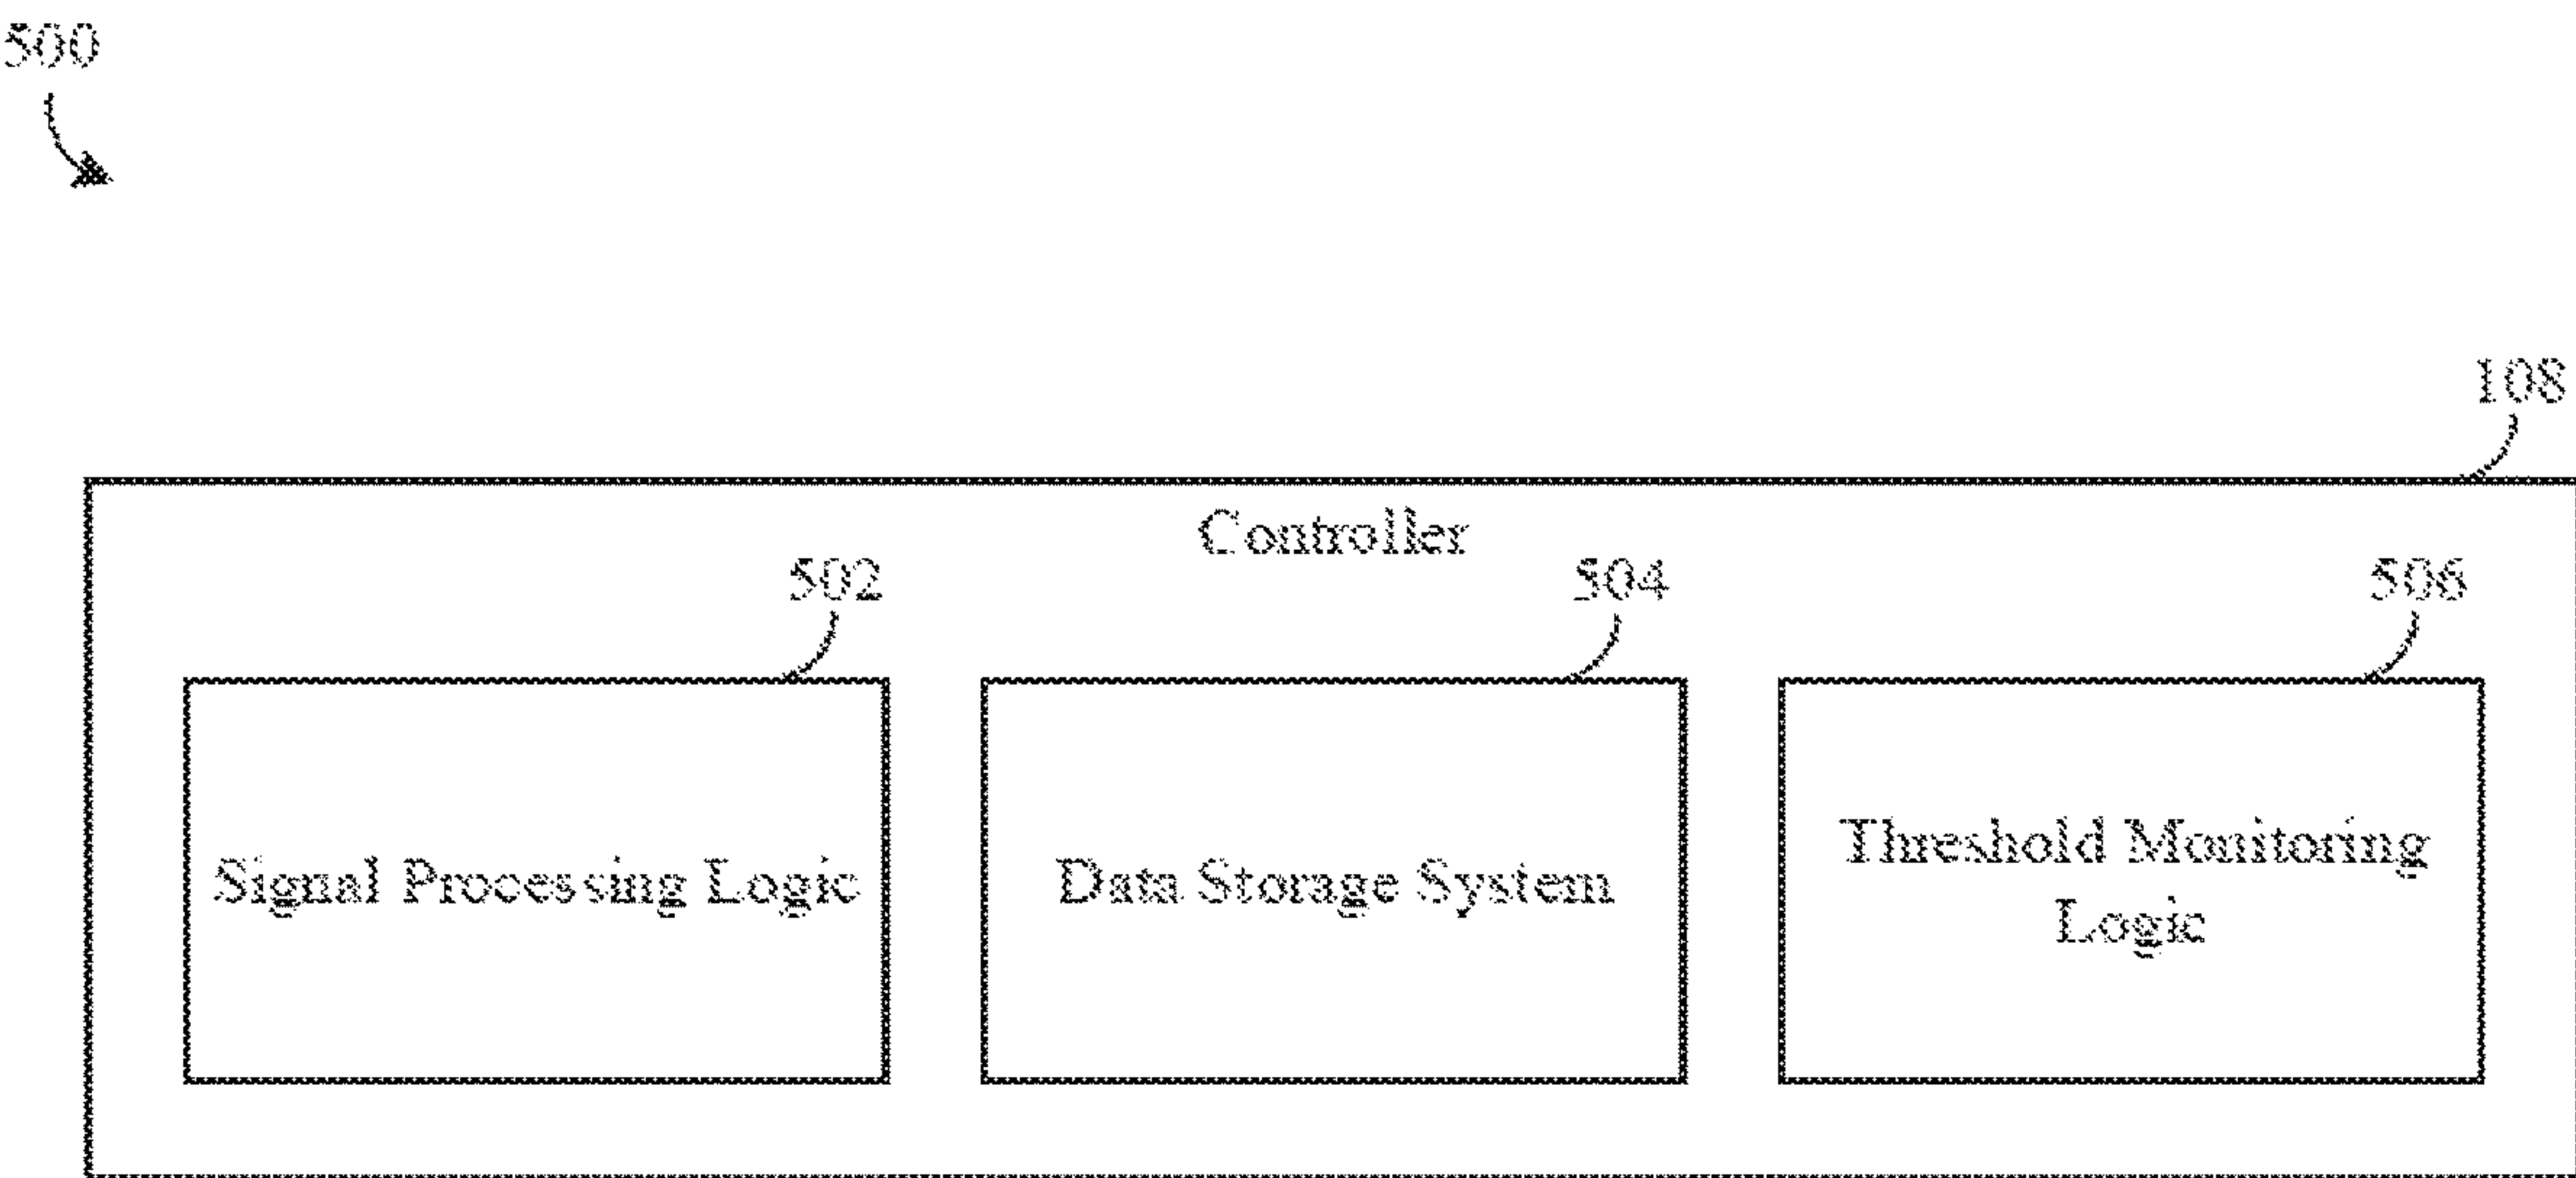 500
108
Controller
502
504
506
Signal Processing Logic
Data Storage System
Threshold Monitoring
Logic